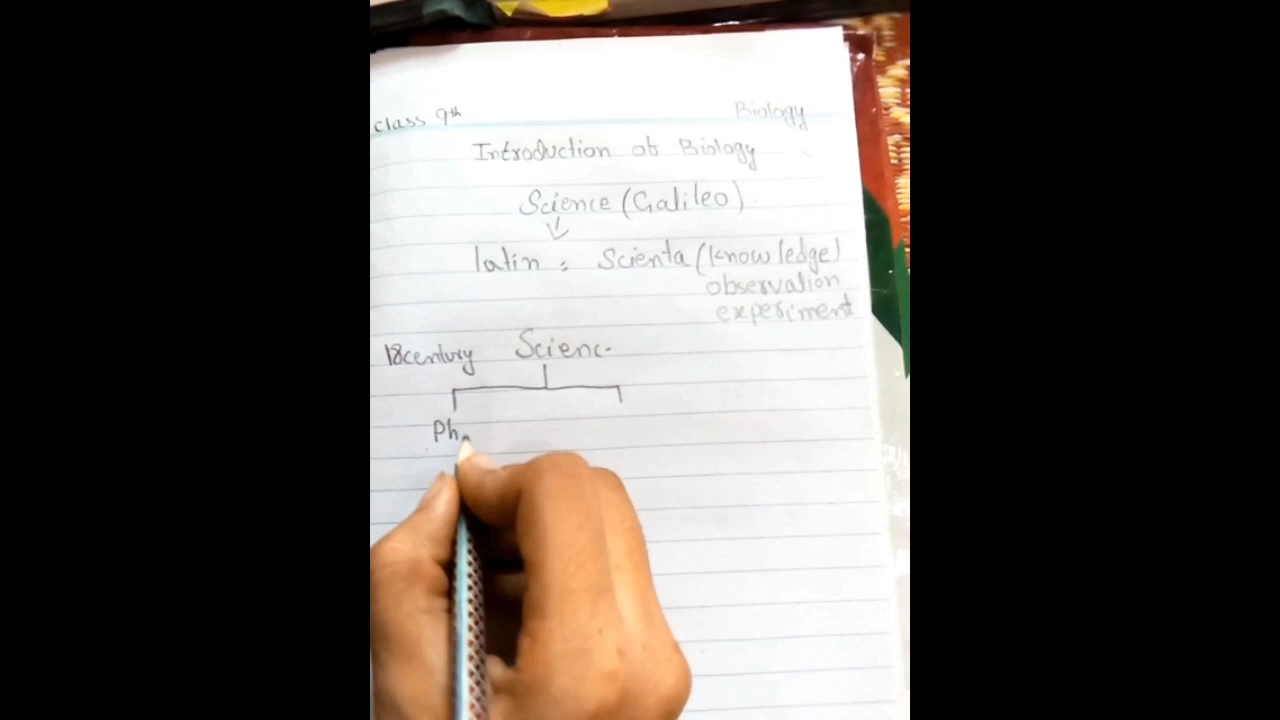 class 9th Biology
Introduction of Biology
Science (Galileo)
latin : Scienta (knowledge)
observation
experiment
18century Scienc
Ph